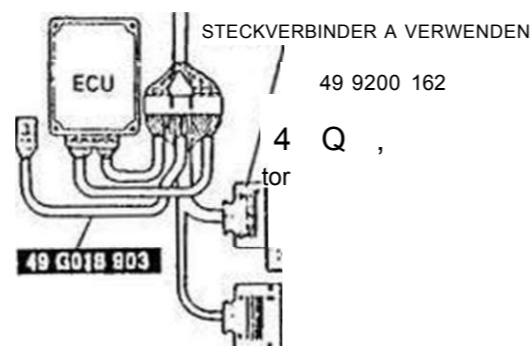 STECKVERBINDER A VERWENDEN
ECU
49 9200 162
4 Q ,
tor
49 G018 903